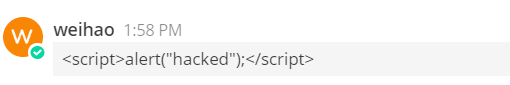 W
weihao 1:58 PM
<script>alert("hacked");</script>